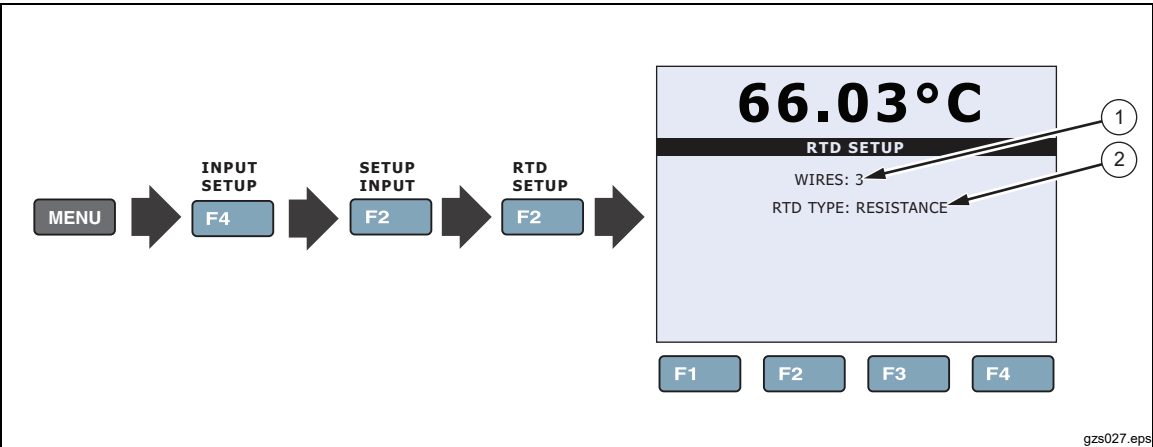 MENU
INPUT
SETUP
F4
SETUP
INPUT
F2
RTD
SETUP
F2
66.03°C
RTD SETUP
WIRES: 3
RTD TYPE: RESISTANCE
1
2
F1
F2
F3
F4
gzs027.eps